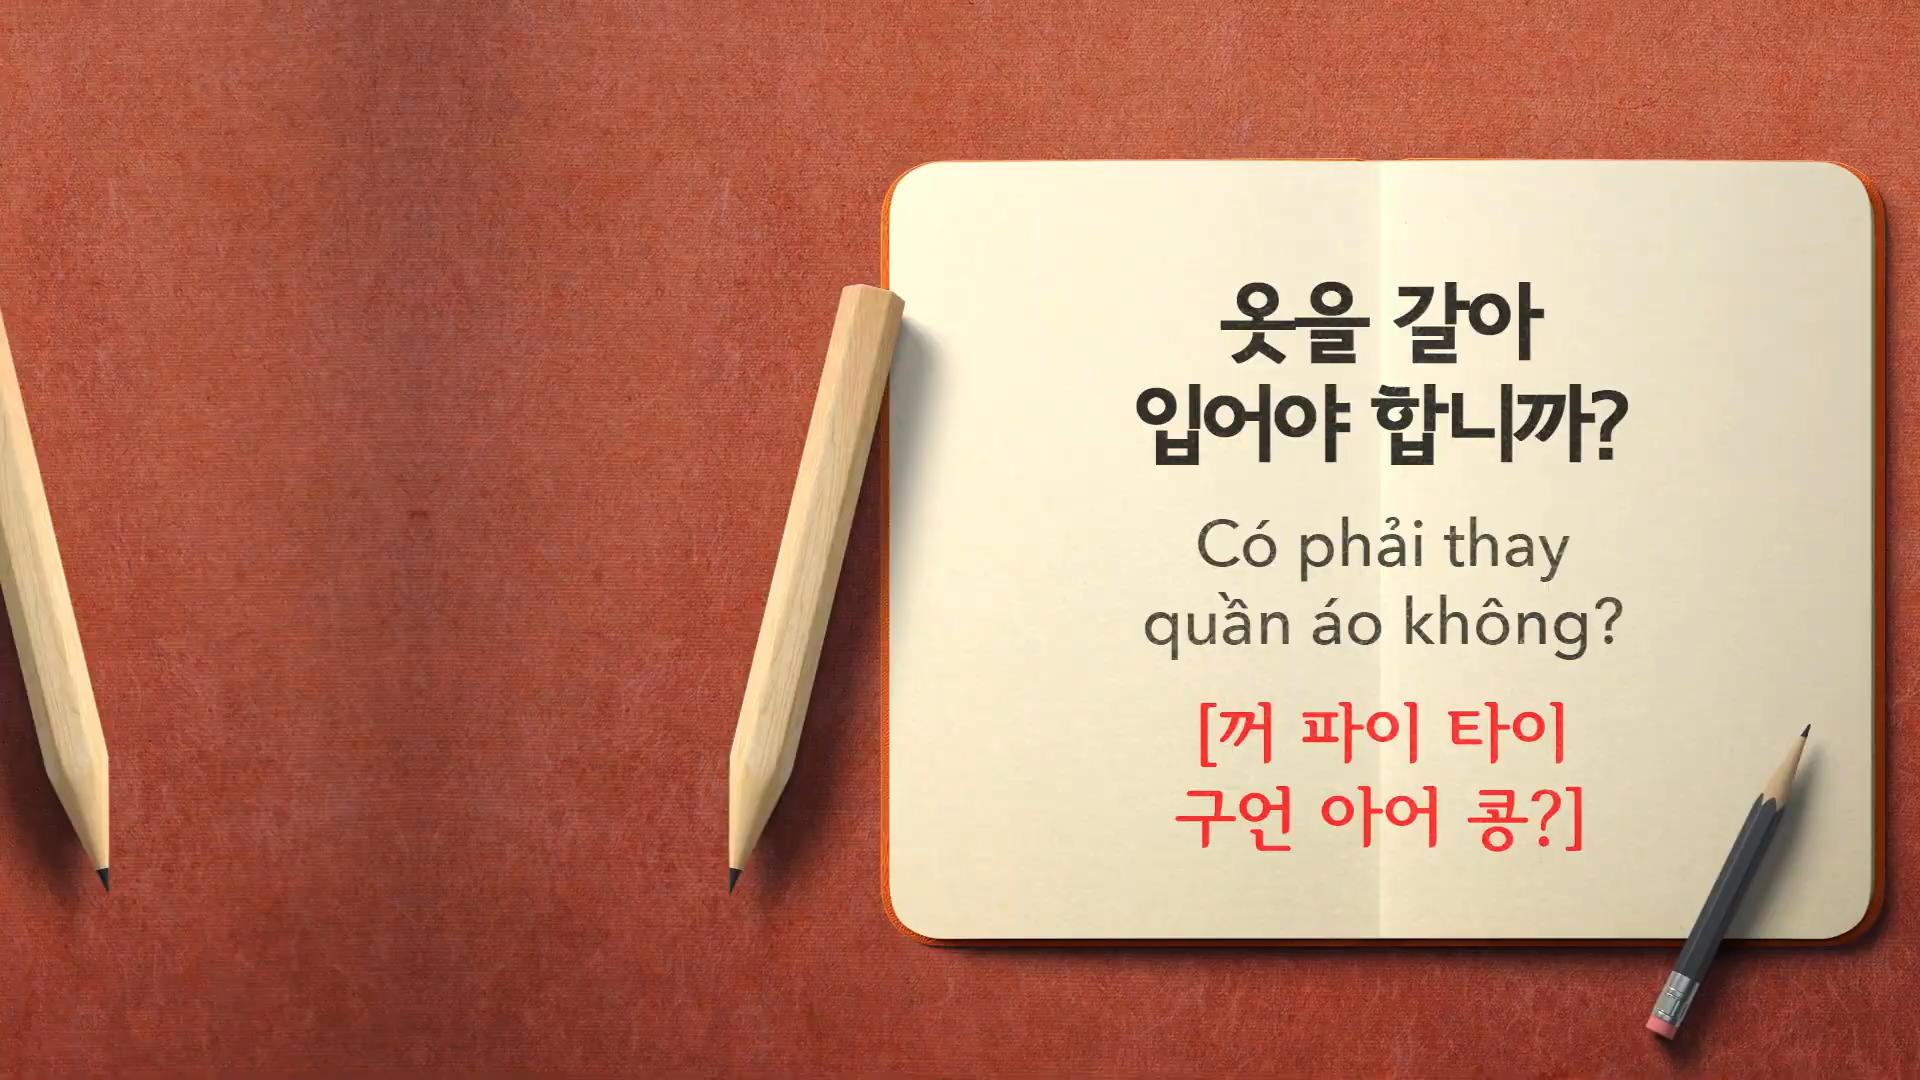 옷을 갈아
입어야 합니까?
Có phải thay
quần áo không?
[꺼 파이 타이
구언 아어 콩?]